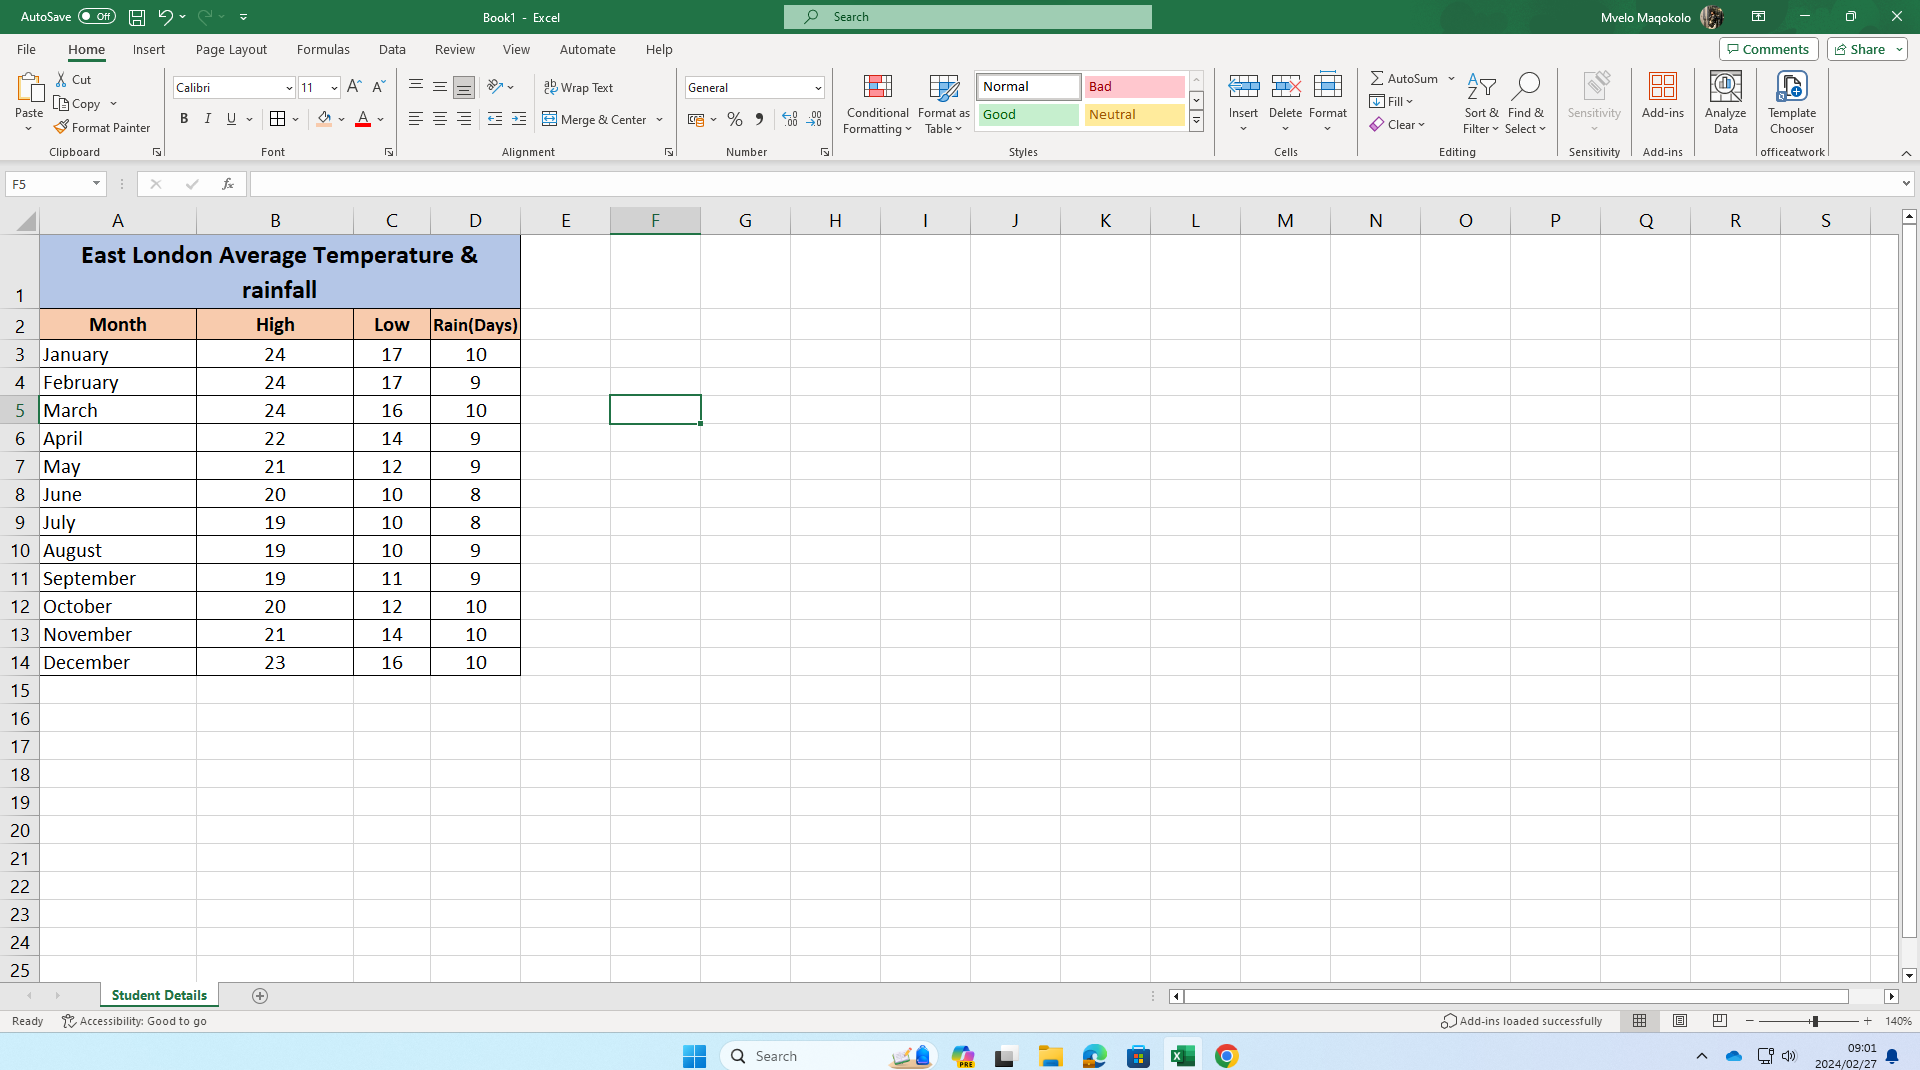 AutoSave Off Book1 - Excel Search Mvelo Maqokolo
File Home Insert Page Layout Formulas Data Review View Automate Help Comments Share
Paste Cut Copy Format Painter Clipboard
Calibri 11 B I U A A Font
Wrap Text Merge & Center Alignment
General % Number
Conditional Formatting Format as Table Normal Bad Good Neutral Styles
Insert Delete Format Cells
AutoSum Fill Clear Sort & Filter Find & Select Editing
Sensitivity Sensitivity
Add-ins Add-ins
Analyze Data
Template Chooser officeatwork
F5 fx
A B C D E F G H I J K L M N O P Q R S
East London Average Temperature &
1 rainfall
2 Month High Low Rain(Days)
3 January 24 17 10
4 February 24 17 9
5 March 24 16 10
6 April 22 14 9
7 May 21 12 9
8 June 20 10 8
9 July 19 10 8
10 August 19 10 9
11 September 19 11 9
12 October 20 12 10
13 November 21 14 10
14 December 23 16 10
15
16
17
18
19
20
21
22
23
24
25
Student Details
Ready Accessibility: Good to go Add-ins loaded successfully 140%
Search PRE 09:01
2024/02/27